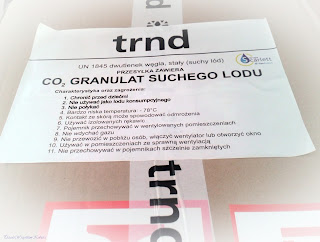 trnd
UN 1845 dwutlenek węgla, stały (suchy lód)
PRZESYŁKA ZAWIERA
CO₂ GRANULAT SUCHEGO LODU
Charakterystyka oraz zagrożenia:
1. Chronić przed dziećmi
2. Nie używać jako lodu konsumpcyjnego
3. Nie połykać
4. Bardzo niska temperatura - 78°C
5. Kontakt ze skórą może spowodować odmrożenia
6. Używać izolowanych rękawic
7. Pojemnik przechowywać w wentylowanych pomieszczeniach
8. Nie wdychać gazu
9. Nie przewozić w pobliżu osób, włączyć wentylator lub otworzyć okno
10. Używać w pomieszczeniach ze sprawną wentylacją
11. Nie przechowywać w pojemnikach szczelnie zamkniętych
trnd